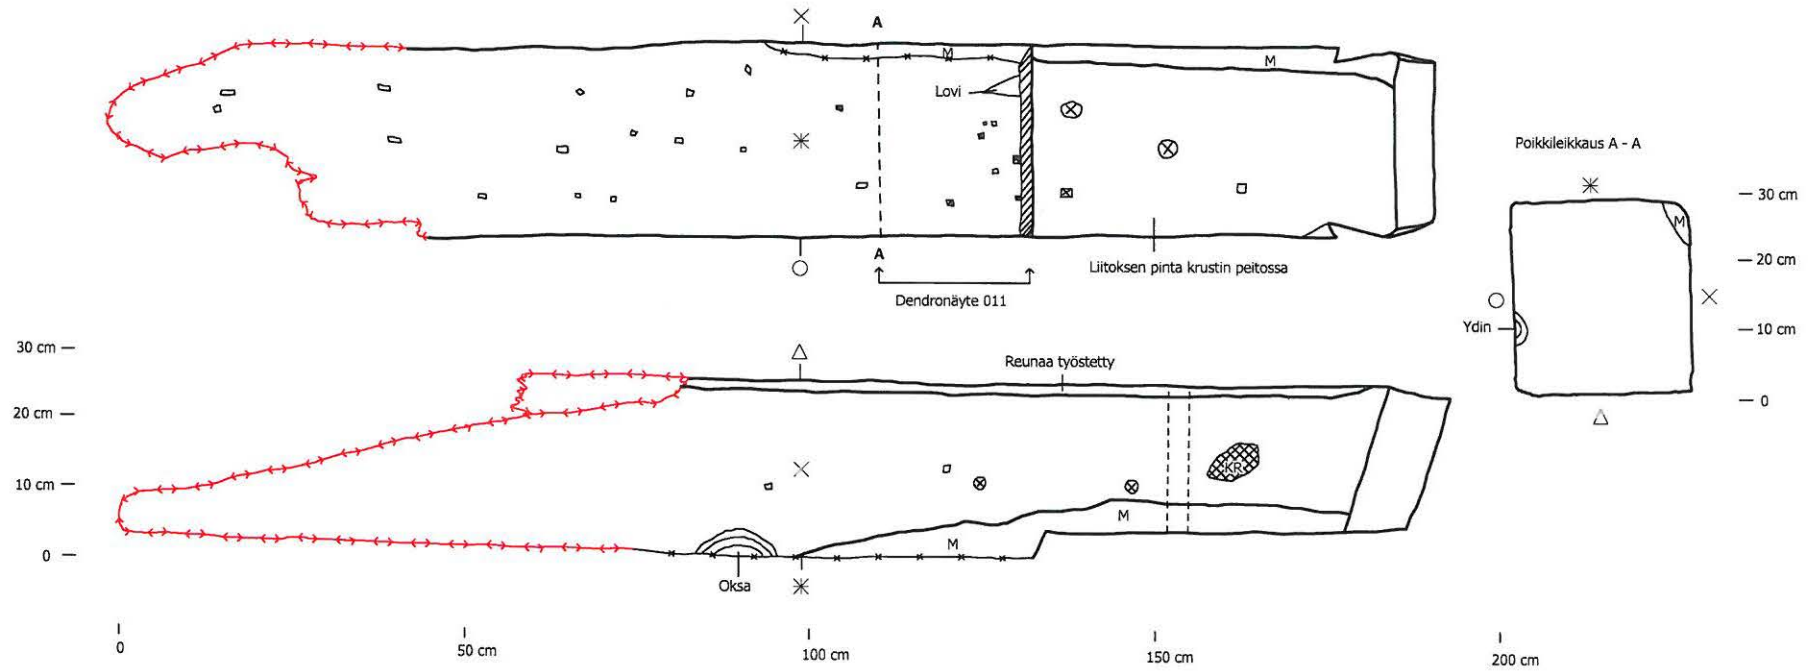 A
M
M
Lovi
A
Liitoksen pinta krustin peitossa
Dendronäyte 011
Poikkileikkaus A - A
30 cm
M
20 cm
Ydin
10 cm
0
30 cm
Reunaa työstetty
20 cm
10 cm
KR
M
M
0
Oksa
0
50 cm
100 cm
150 cm
200 cm